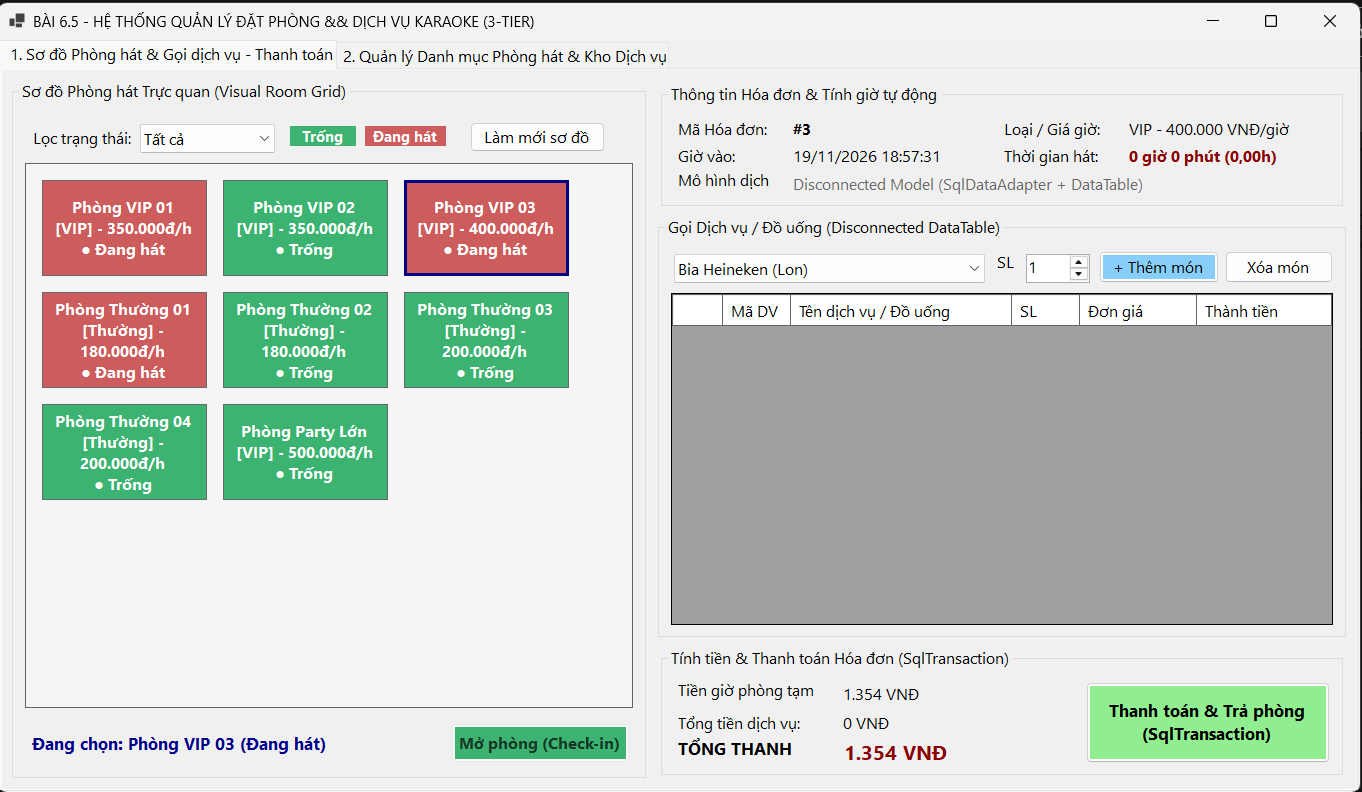 BÀI 6.5 - HỆ THỐNG QUẢN LÝ ĐẶT PHÒNG && DỊCH VỤ KARAOKE (3-TIER)
1. Sơ đồ Phòng hát & Gọi dịch vụ - Thanh toán
2. Quản lý Danh mục Phòng hát & Kho Dịch vụ
Sơ đồ Phòng hát Trực quan (Visual Room Grid)
Lọc trạng thái: Tất cả Trống Đang hát Làm mới sơ đồ
Phòng VIP 01
[VIP] - 350.000đ/h
● Đang hát
Phòng VIP 02
[VIP] - 350.000đ/h
● Trống
Phòng VIP 03
[VIP] - 400.000đ/h
● Đang hát
Phòng Thường 01
[Thường] -
180.000đ/h
● Đang hát
Phòng Thường 02
[Thường] -
180.000đ/h
● Trống
Phòng Thường 03
[Thường] -
200.000đ/h
● Trống
Phòng Thường 04
[Thường] -
200.000đ/h
● Trống
Phòng Party Lớn
[VIP] - 500.000đ/h
● Trống
Đang chọn: Phòng VIP 03 (Đang hát)
Mở phòng (Check-in)
Thông tin Hóa đơn & Tính giờ tự động
Mã Hóa đơn: #3 Loại / Giá giờ: VIP - 400.000 VNĐ/giờ
Giờ vào: 19/11/2026 18:57:31 Thời gian hát: 0 giờ 0 phút (0,00h)
Mô hình dịch Disconnected Model (SqlDataAdapter + DataTable)
Gọi Dịch vụ / Đồ uống (Disconnected DataTable)
Bia Heineken (Lon) SL 1 + Thêm món Xóa món
Mã DV Tên dịch vụ / Đồ uống SL Đơn giá Thành tiền
Tính tiền & Thanh toán Hóa đơn (SqlTransaction)
Tiền giờ phòng tạm 1.354 VNĐ
Tổng tiền dịch vụ: 0 VNĐ
TỔNG THANH 1.354 VNĐ
Thanh toán & Trả phòng
(SqlTransaction)